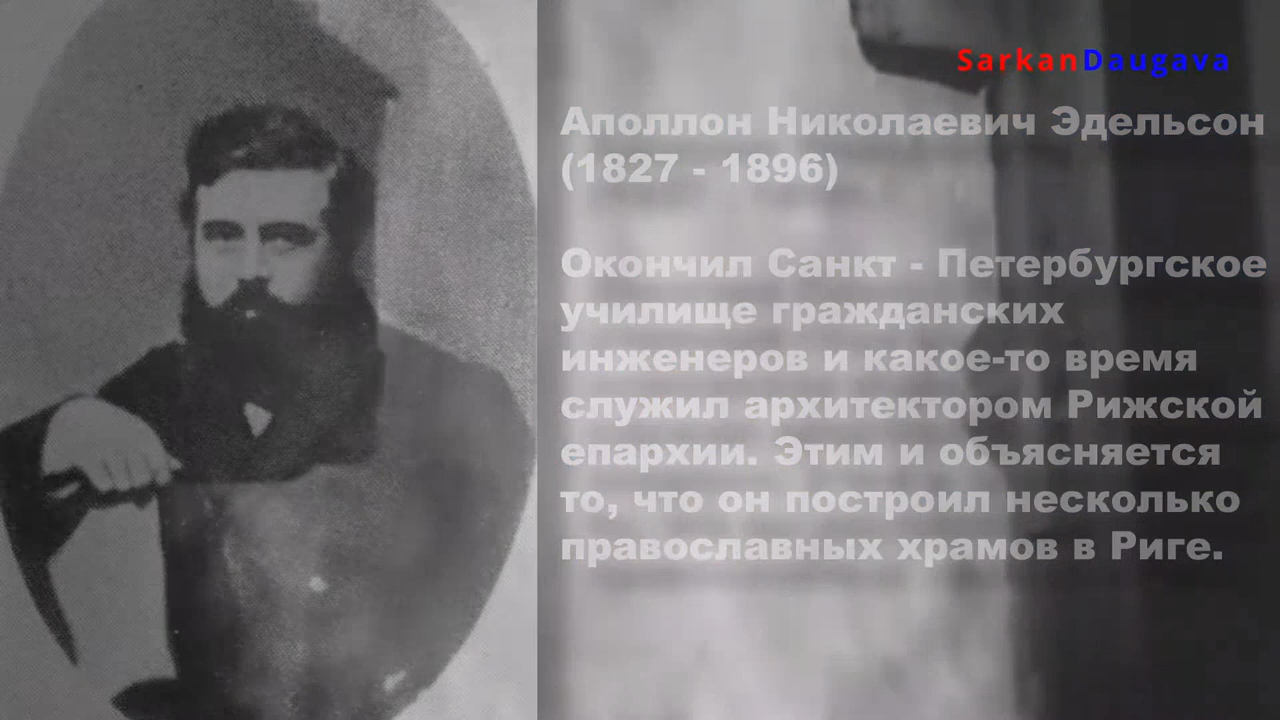 SarkanDaugava
Аполлон Николаевич Эдельсон
(1827 - 1896)
Окончил Санкт - Петербургское
училище гражданских
инженеров и какое-то время
служил архитектором Рижской
епархии. Этим и объясняется
то, что он построил несколько
православных храмов в Риге.